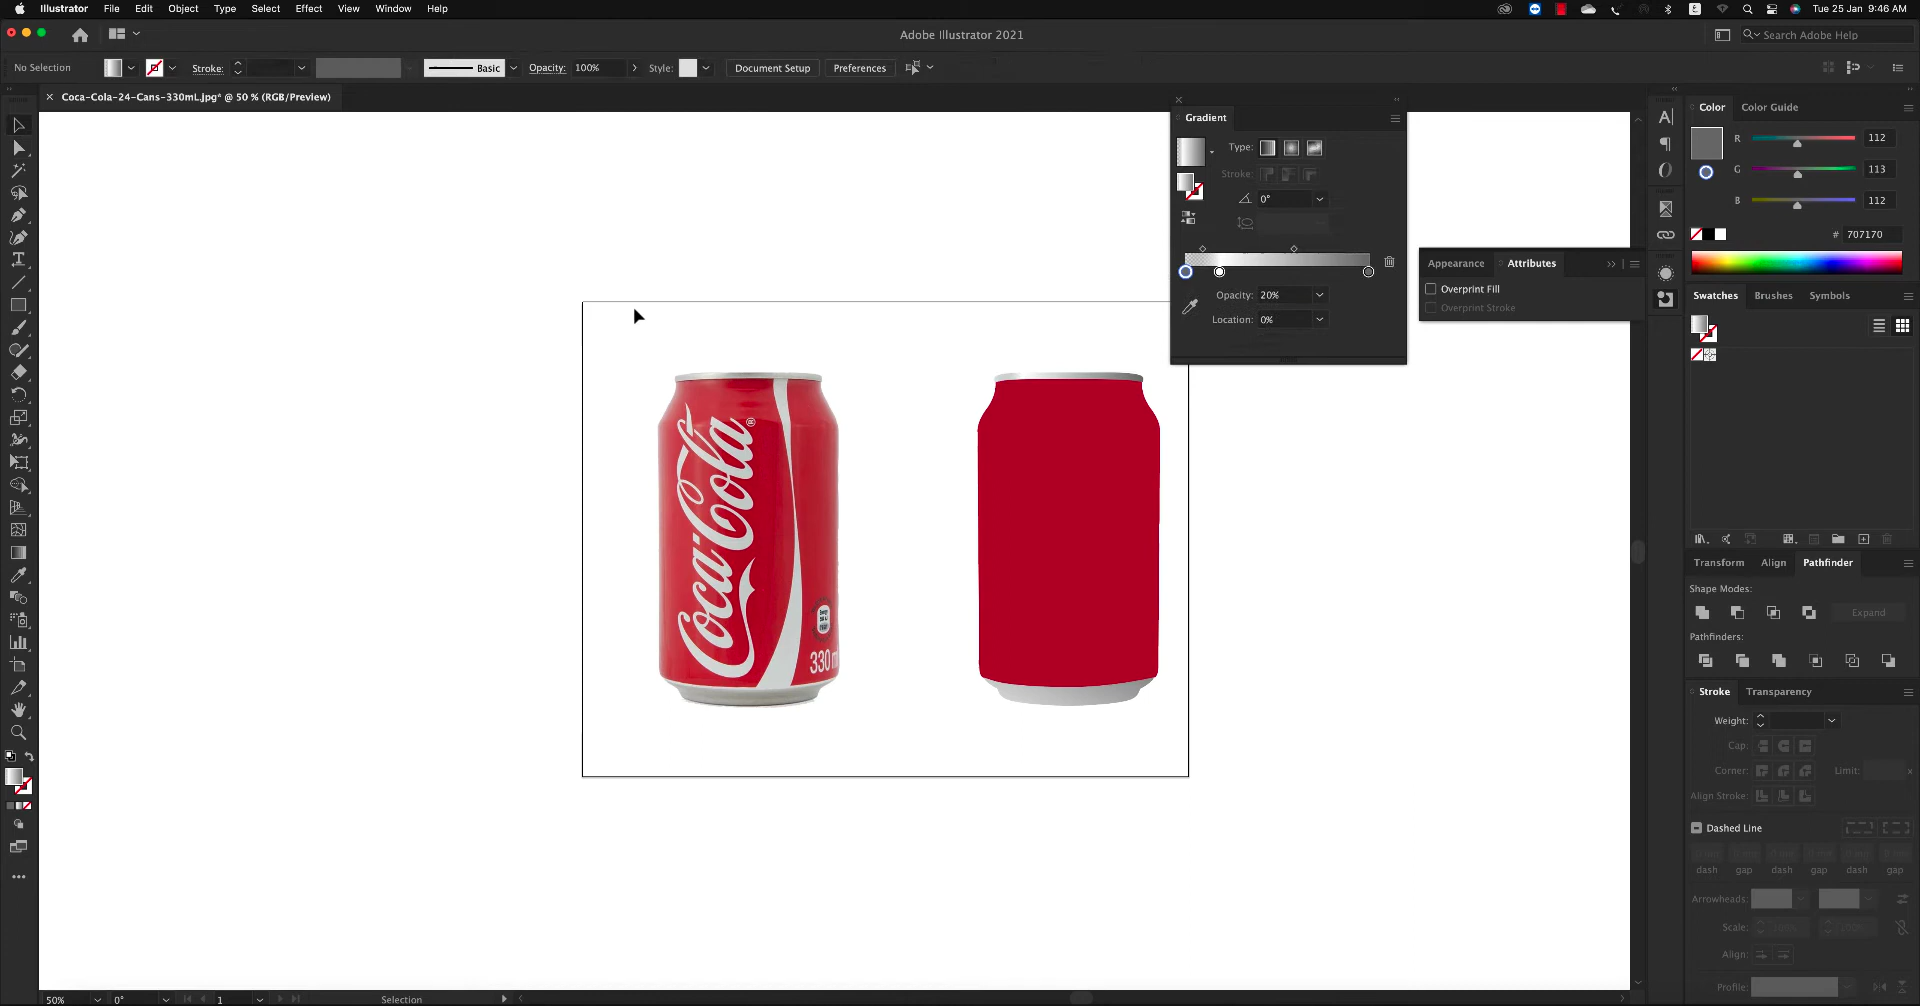 Illustrator File Edit Object Type Select Effect View Window Help
Tue 25 Jan 9:46 AM
Adobe Illustrator 2021
Search Adobe Help
No Selection
Stroke:
Basic
Opacity: 100%
Style:
Document Setup
Preferences
Coca-Cola-24-Cans-330mL.jpg* @ 50 % (RGB/Preview)
Gradient
Type:
Stroke:
0°
Opacity: 20%
Location: 0%
Appearance Attributes
Overprint Fill
Overprint Stroke
Color Color Guide
R 112
G 113
B 112
# 707170
Swatches Brushes Symbols
Transform Align Pathfinder
Shape Modes:
Expand
Pathfinders:
Stroke Transparency
Weight:
Cap:
Corner:
Limit:
Align Stroke:
Dashed Line
dash gap dash gap dash gap
Arrowheads:
Scale:
Align:
Profile:
Coca-Cola
®
330 m
50%
0°
1
Selection